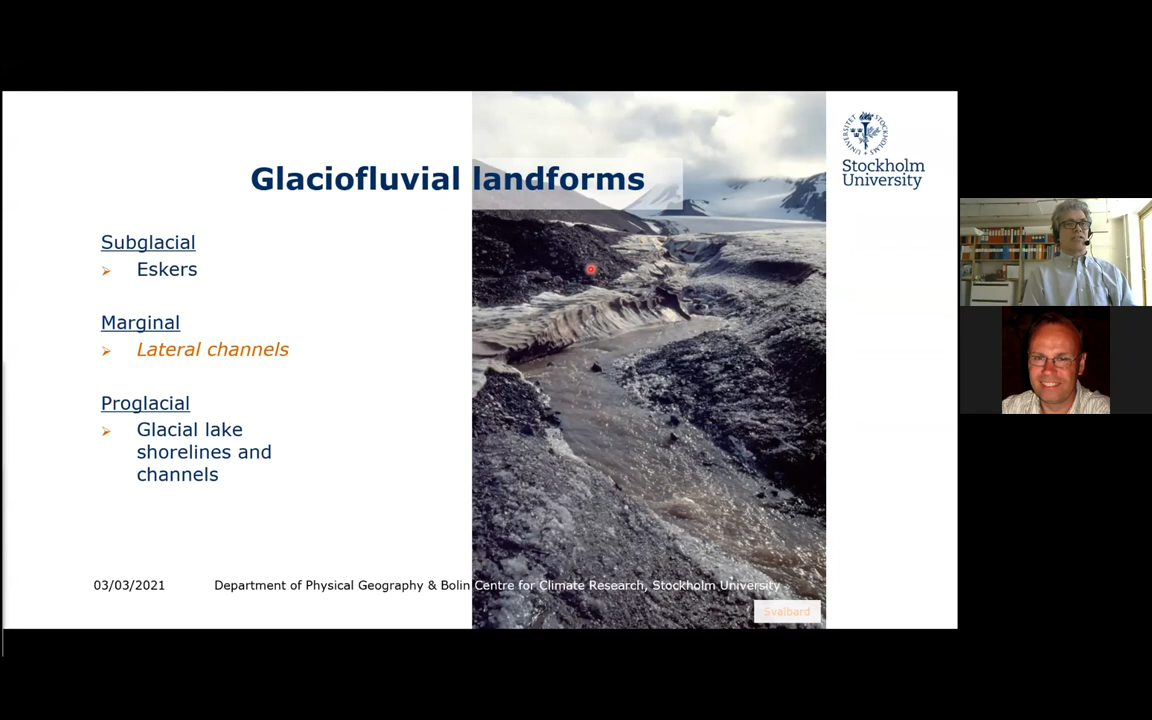 Glaciofluvial landforms
Stockholm
University
Subglacial
Eskers
Marginal
Lateral channels
Proglacial
Glacial lake
shorelines and
channels
03/03/2021
Department of Physical Geography & Bolin Centre for Climate Research, Stockholm University
Svalbard